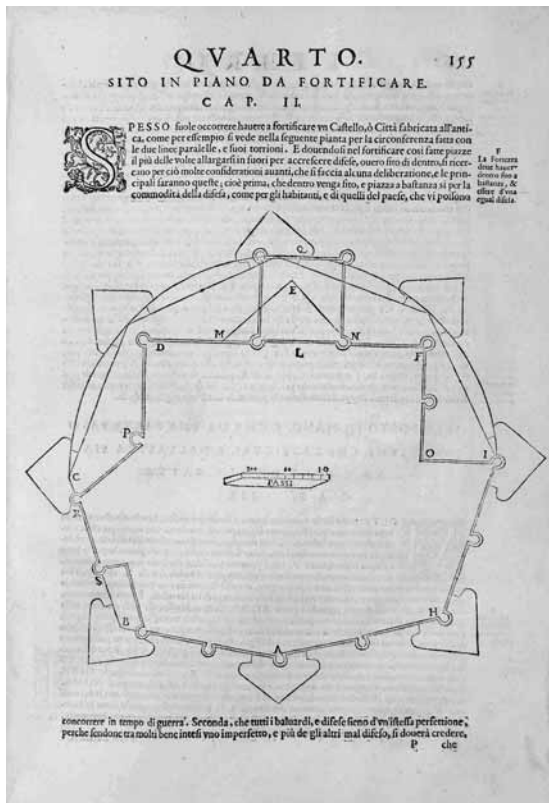 QVARTO. 155
SITO IN PIANO DA FORTIFICARE.
CAP. II.
SPESSO suole occorrere hauere a fortificare vn Castello, ò Città fabricata all'anti-
ca, come per essempio si vede nella seguente pianta per la circonferenza fatta con
le due linee paralelle, e suoi torrioni. E douendosi nel fortificare cosi fatte piazze
il più delle volte allargarsi in fuori per accrescere difese, ouero sito di dentro, si ricer-
cano per ciò molte considerationi auanti, che si faccia alcuna deliberatione, e le prin-
cipali saranno queste; cioè prima, che dentro venga sito, e piazza a bastanza sì per la
commodità della difesa, come per gli habitanti, e di quelli del paese, che vi possono
F
La Fortezza
deue hauer
dentro sito a
bastanza, &
essere d'vna
egual difesa.
Q
E
D M L N F
P O I
C
R
PASSI
S
B A H
concorrere in tempo di guerra. Seconda, che tutti i baluardi, e difese sieno d'vn'istessa perfettione,
perche sendone tra molti bene intesi vno imperfetto, e più de gli altri mal difeso, si douerà credere,
P che